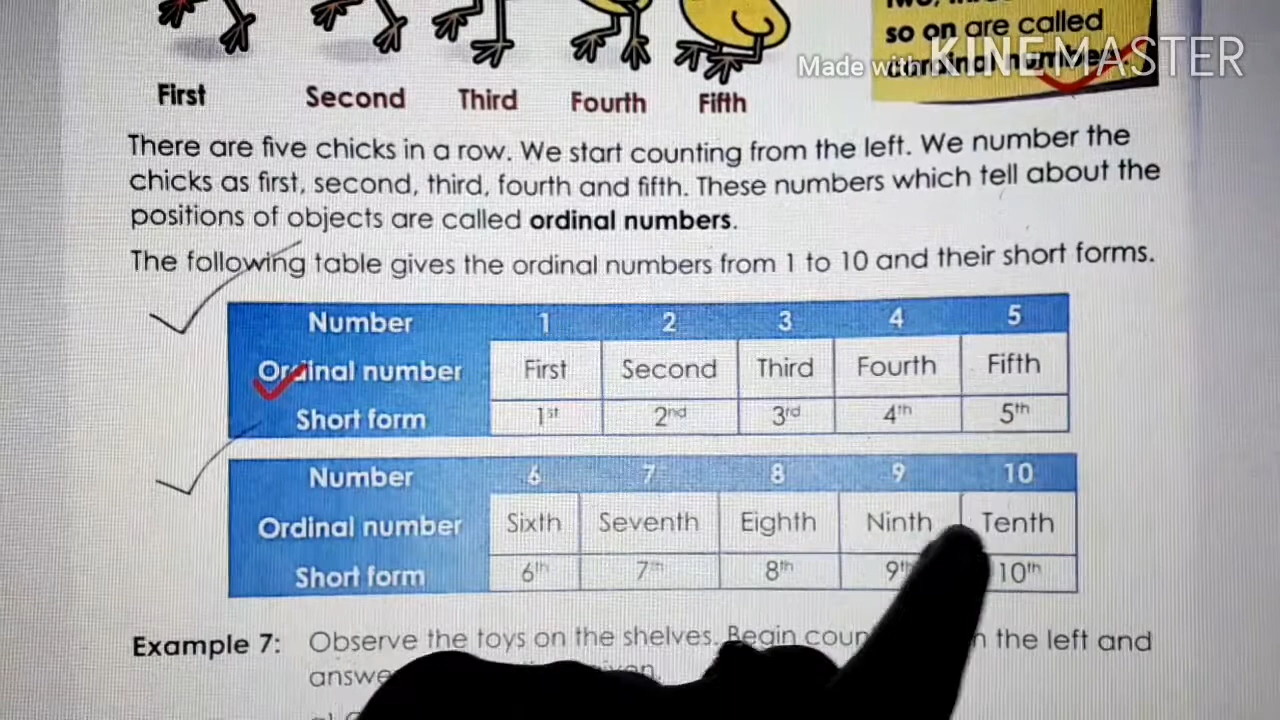 so on are called
Made with KINEMASTER
First Second Third Fourth Fifth
There are five chicks in a row. We start counting from the left. We number the
chicks as first, second, third, fourth and fifth. These numbers which tell about the
positions of objects are called ordinal numbers.
The following table gives the ordinal numbers from 1 to 10 and their short forms.
Number 1 2 3 4 5
Ordinal number First Second Third Fourth Fifth
Short form 1st 2nd 3rd 4th 5th
Number 6 7 8 9 10
Ordinal number Sixth Seventh Eighth Ninth Tenth
Short form 6th 7th 8th 9th 10th
Example 7: Observe the toys on the shelves. Begin the left and